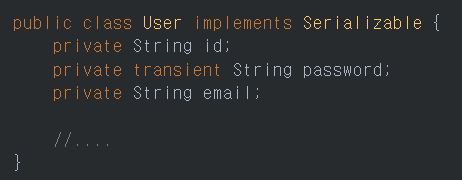 public class User implements Serializable {
    private String id;
    private transient String password;
    private String email;

    //....
}